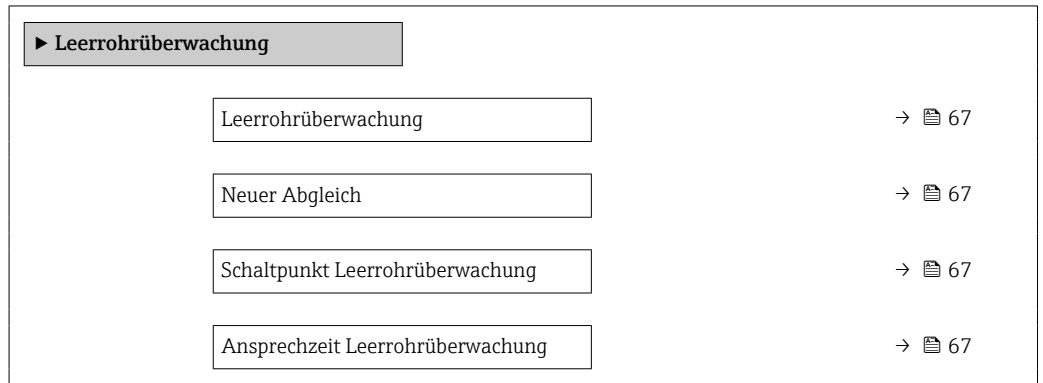 ▶ Leerrohrüberwachung
Leerrohrüberwachung → 67
Neuer Abgleich → 67
Schaltpunkt Leerrohrüberwachung → 67
Ansprechzeit Leerrohrüberwachung → 67